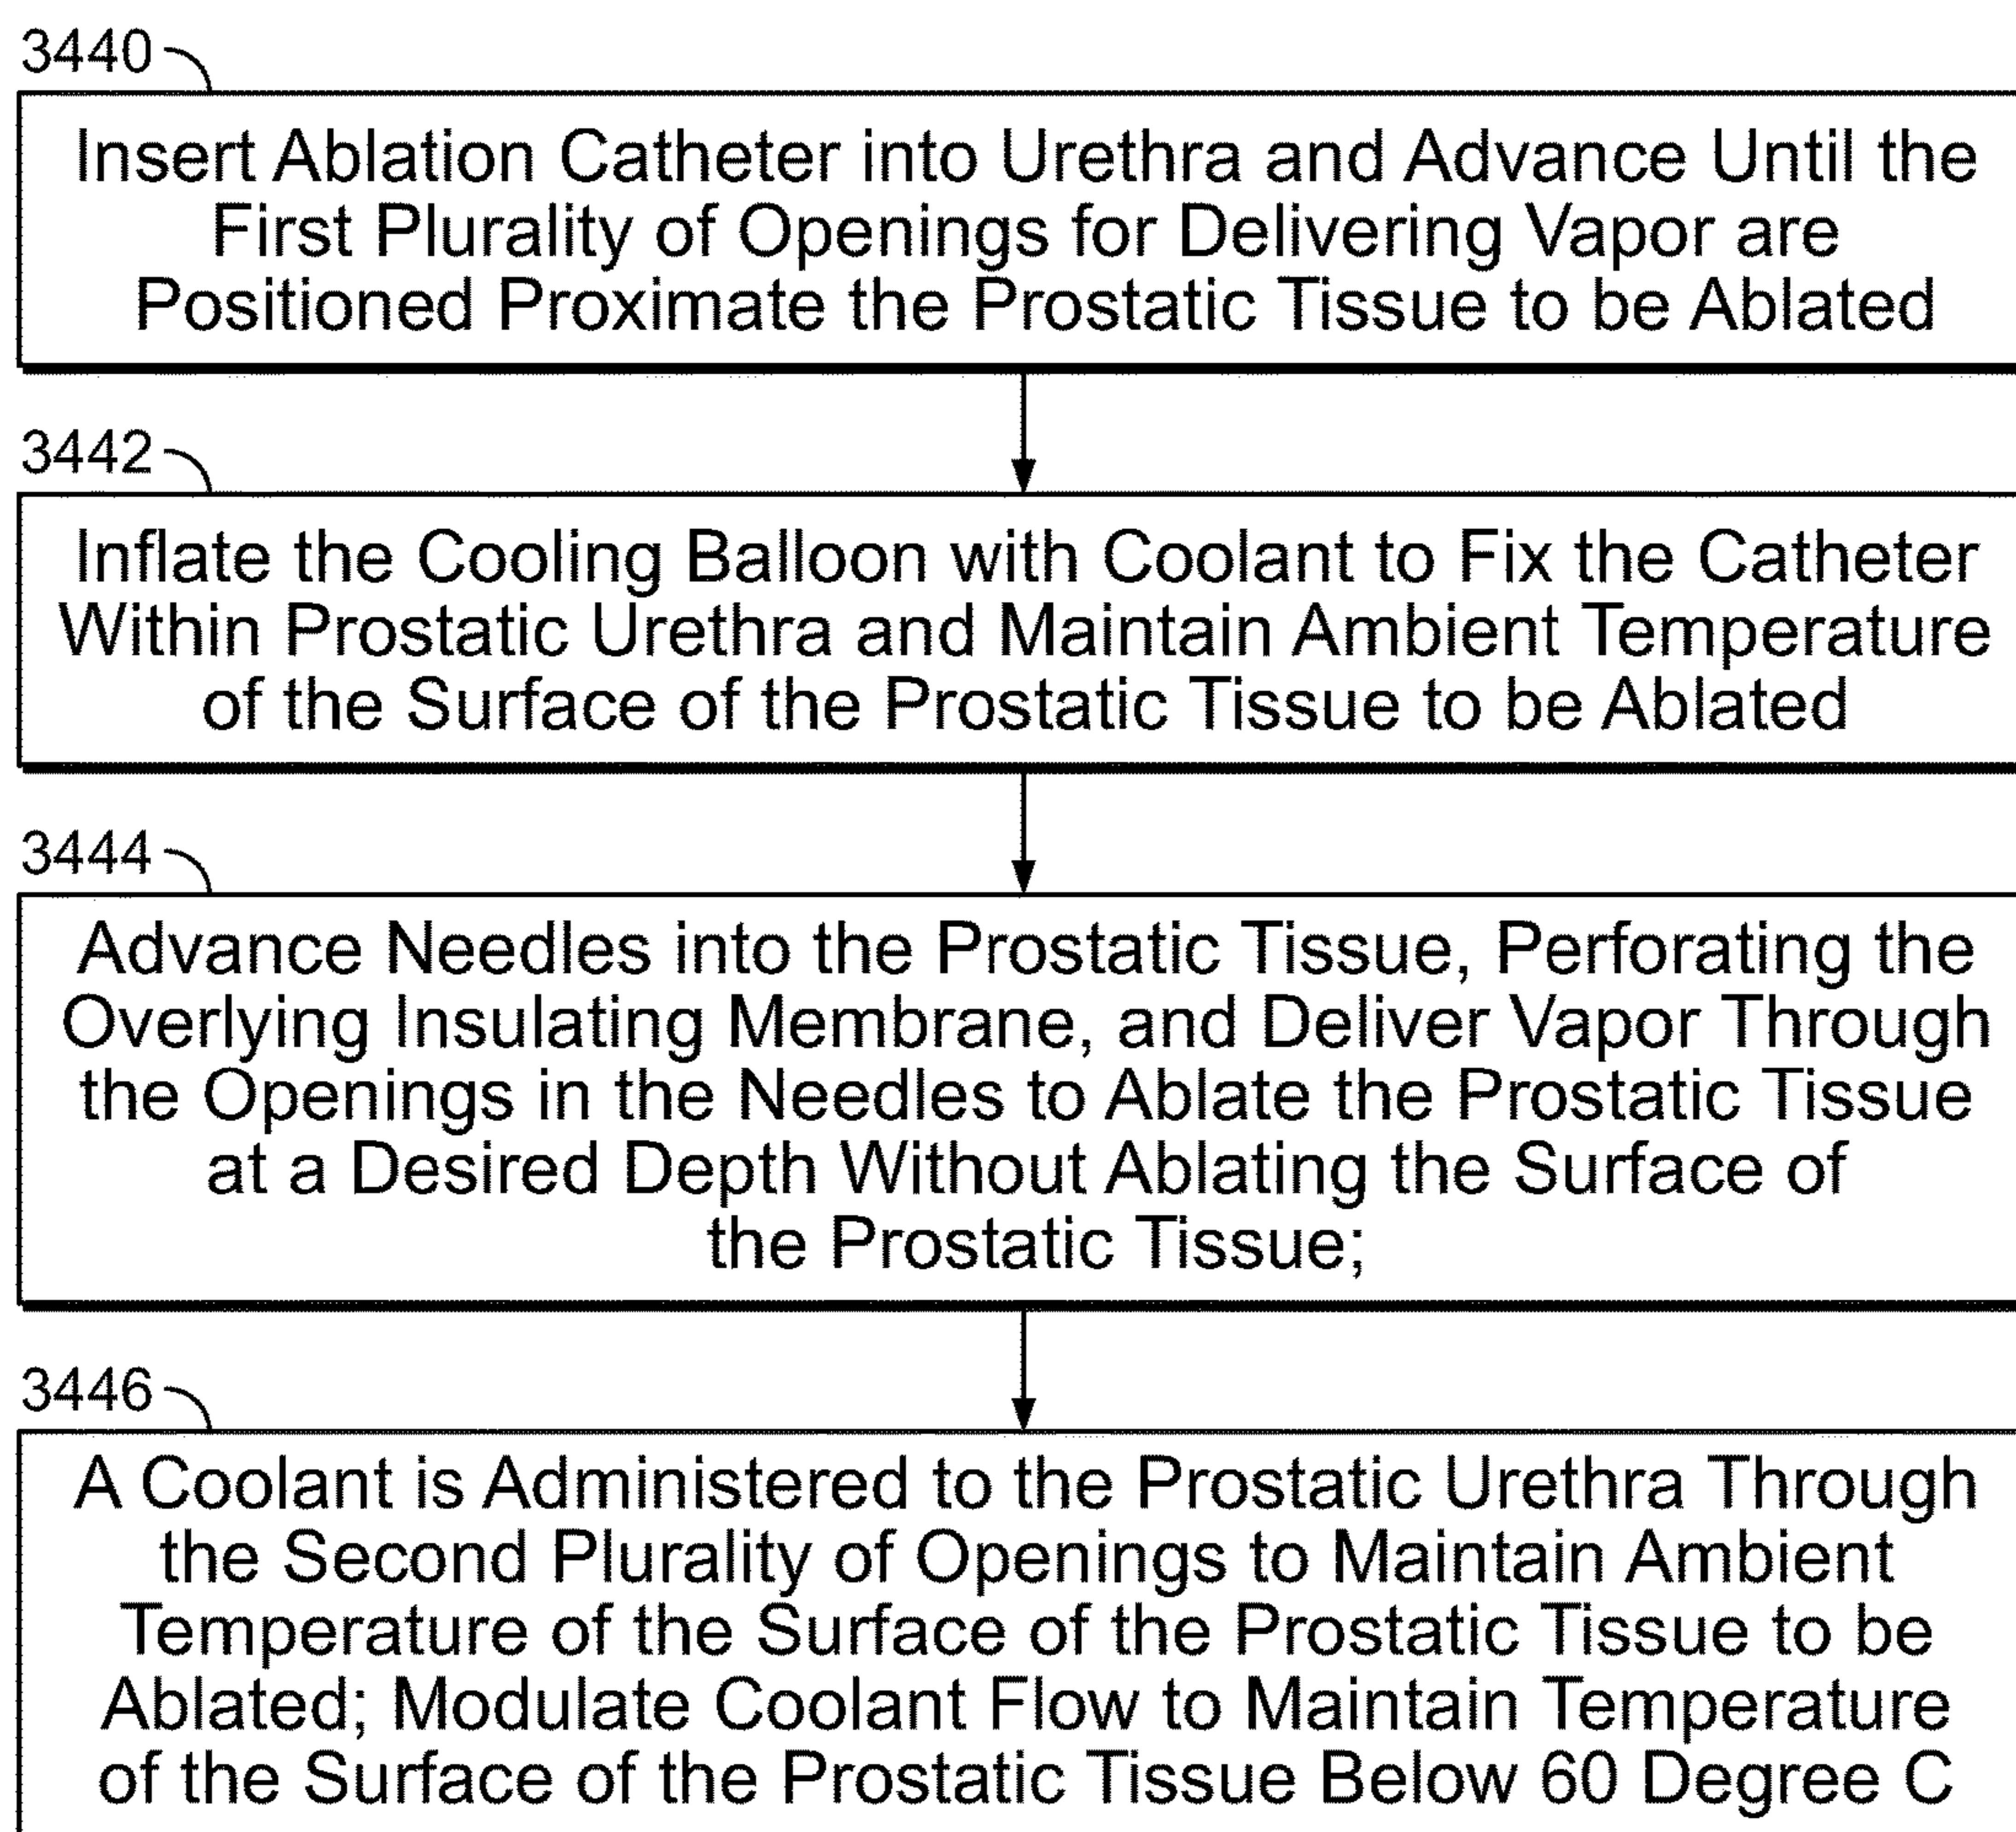 3440
Insert Ablation Catheter into Urethra and Advance Until the
First Plurality of Openings for Delivering Vapor are
Positioned Proximate the Prostatic Tissue to be Ablated
3442
Inflate the Cooling Balloon with Coolant to Fix the Catheter
Within Prostatic Urethra and Maintain Ambient Temperature
of the Surface of the Prostatic Tissue to be Ablated
3444
Advance Needles into the Prostatic Tissue, Perforating the
Overlying Insulating Membrane, and Deliver Vapor Through
the Openings in the Needles to Ablate the Prostatic Tissue
at a Desired Depth Without Ablating the Surface of
the Prostatic Tissue;
3446
A Coolant is Administered to the Prostatic Urethra Through
the Second Plurality of Openings to Maintain Ambient
Temperature of the Surface of the Prostatic Tissue to be
Ablated; Modulate Coolant Flow to Maintain Temperature
of the Surface of the Prostatic Tissue Below 60 Degree C